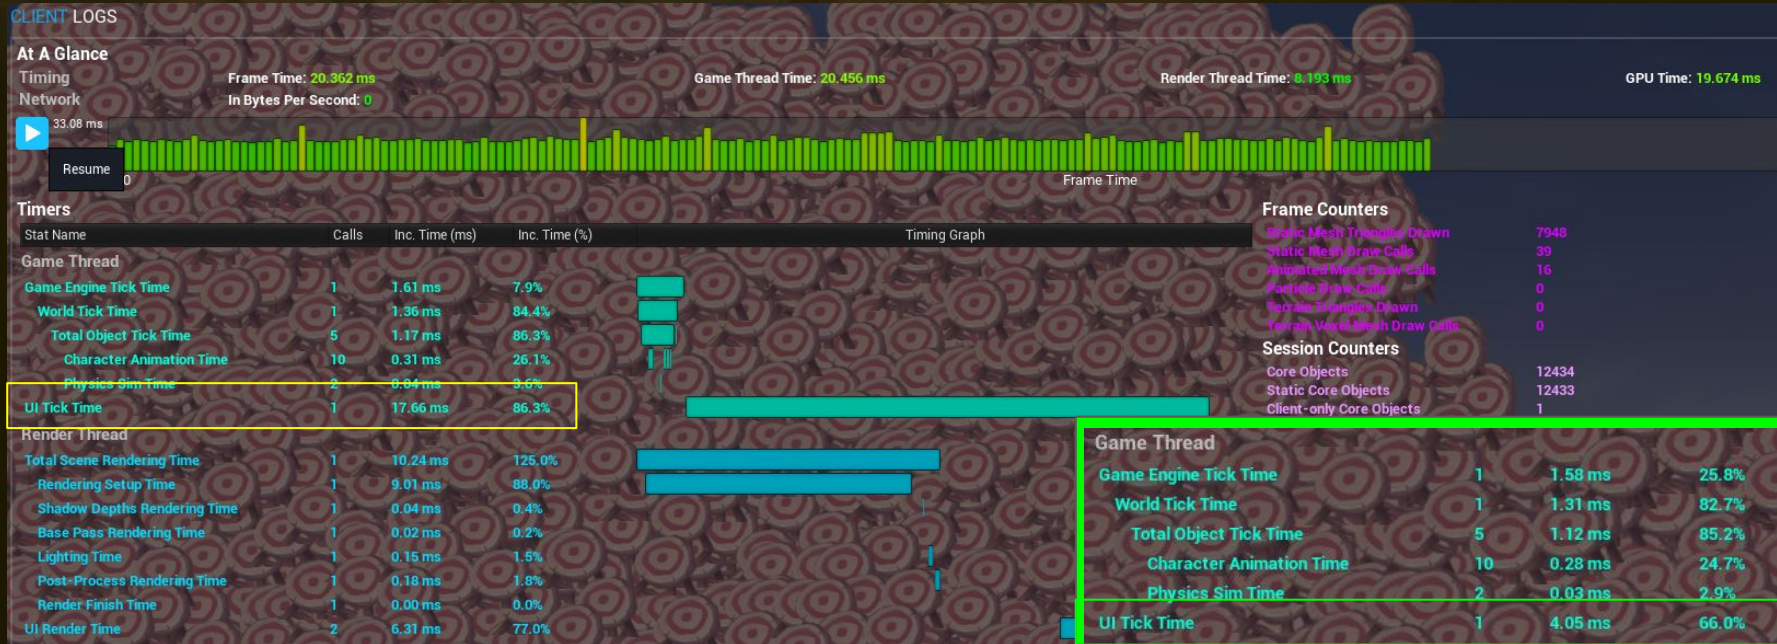 CLIENT LOGS
At A Glance
Timing Frame Time: 20.362 ms Game Thread Time: 20.456 ms Render Thread Time: 8.193 ms GPU Time: 19.674 ms
Network In Bytes Per Second: 0
33.08 ms
Resume
0
Frame Time
Timers
Stat Name Calls Inc. Time (ms) Inc. Time (%) Timing Graph
Game Thread
Game Engine Tick Time 1 1.61 ms 7.9%
World Tick Time 1 1.36 ms 84.4%
Total Object Tick Time 5 1.17 ms 86.3%
Character Animation Time 10 0.31 ms 26.1%
Physics Sim Time 2 0.04 ms 3.6%
UI Tick Time 1 17.66 ms 86.3%
Render Thread
Total Scene Rendering Time 1 10.24 ms 125.0%
Rendering Setup Time 1 9.01 ms 88.0%
Shadow Depths Rendering Time 1 0.04 ms 0.4%
Base Pass Rendering Time 1 0.02 ms 0.2%
Lighting Time 1 0.15 ms 1.5%
Post-Process Rendering Time 1 0.18 ms 1.8%
Render Finish Time 1 0.00 ms 0.0%
UI Render Time 2 6.31 ms 77.0%
Frame Counters
Static Mesh Triangles Drawn 7948
Static Mesh Draw Calls 39
Animated Mesh Draw Calls 16
Particle Draw Calls 0
Terrain Triangles Drawn 0
Terrain Voxel Mesh Draw Calls 0
Session Counters
Core Objects 12434
Static Core Objects 12433
Client-only Core Objects 1
Game Thread
Game Engine Tick Time 1 1.58 ms 25.8%
World Tick Time 1 1.31 ms 82.7%
Total Object Tick Time 5 1.12 ms 85.2%
Character Animation Time 10 0.28 ms 24.7%
Physics Sim Time 2 0.03 ms 2.9%
UI Tick Time 1 4.05 ms 66.0%